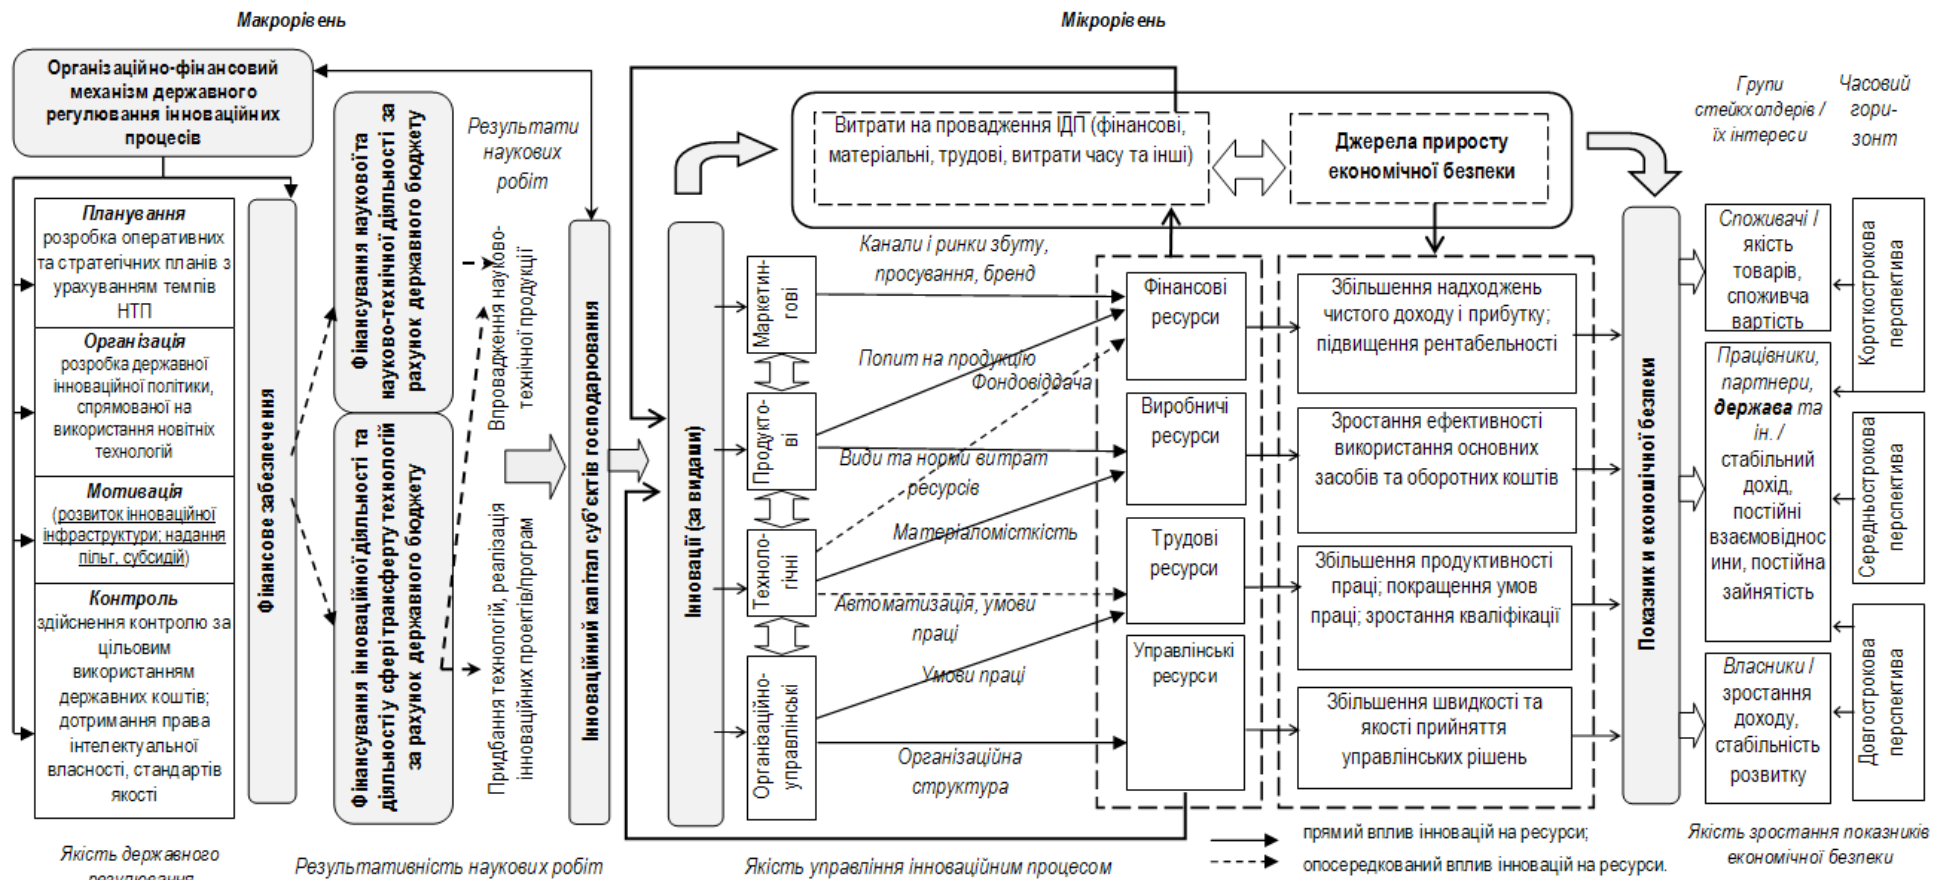 Макрорівень
Мікрорівень
Організаційно-фінансовий
механізм державного
регулювання інноваційних
процесів
Планування
розробка оперативних
та стратегічних планів з
урахуванням темпів
НТП
Організація
розробка державної
інноваційної політики,
спрямованої на
використання новітніх
технологій
Мотивація
(розвиток інноваційної
інфраструктури; надання
пільг, субсидій)
Контроль
здійснення контролю за
цільовим
використанням
державних коштів;
дотримання права
інтелектуальної
власності, стандартів
якості
Якість державного
регулювання
Фінансове забезпечення
Фінансування наукової та
науково-технічної діяльності за
рахунок державного бюджету
Фінансування інноваційної діяльності та
діяльності у сфері трансферту технологій
за рахунок державного бюджету
Результати
наукових
робіт
Впровадження науково-
технічної продукції
Придбання технологій, реалізація
інноваційних проектів/програм
Результативність наукових робіт
Інноваційний капітал суб'єктів господарювання
Інновації (за видами)
Витрати на провадження ІДП (фінансові,
матеріальні, трудові, витрати часу та інші)
Джерела приросту
економічної безпеки
Маркетин-
гові
Продукто-
ві
Техноло-
гічні
Організаційно-
управлінські
Канали і ринки збуту,
просування, бренд
Попит на продукцію
Фондовіддача
Види та норми витрат
ресурсів
Матеріаломісткість
Автоматизація, умови
праці
Умови праці
Організаційна
структура
Фінансові
ресурси
Виробничі
ресурси
Трудові
ресурси
Управлінські
ресурси
Збільшення надходжень
чистого доходу і прибутку;
підвищення рентабельності
Зростання ефективності
використання основних
засобів та оборотних коштів
Збільшення продуктивності
праці; покращення умов
праці; зростання кваліфікації
Збільшення швидкості та
якості прийняття
управлінських рішень
Якість управління інноваційним процесом
прямий вплив інновацій на ресурси;
опосередкований вплив інновацій на ресурси.
Показники економічної безпеки
Групи
стейкхолдерів /
їх інтереси
Споживачі /
якість
товарів,
споживча
вартість
Працівники,
партнери,
держава та
ін. /
стабільний
дохід,
постійні
взаємовіднос
ини, постійна
зайнятість
Власники /
зростання
доходу,
стабільність
розвитку
Часовий
гори-
зонт
Короткострокова
перспектива
Середньострокова
перспектива
Довгострокова
перспектива
Якість зростання показників
економічної безпеки